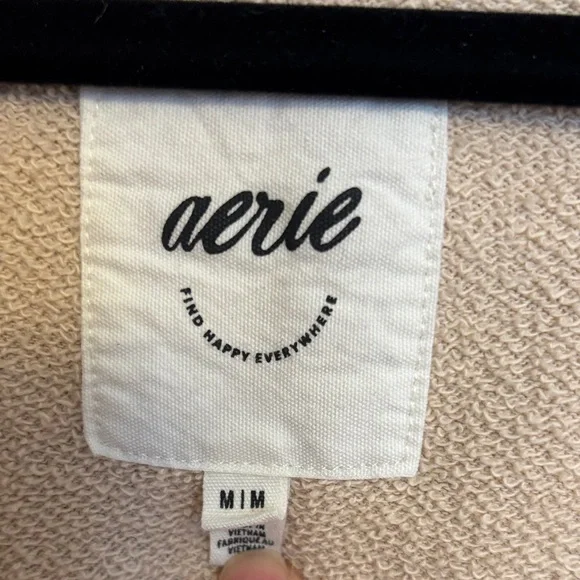 aerie
FIND HAPPY EVERYWHERE
M|M
VIETNAM
FABRIQUÉ AU
VIETNAM